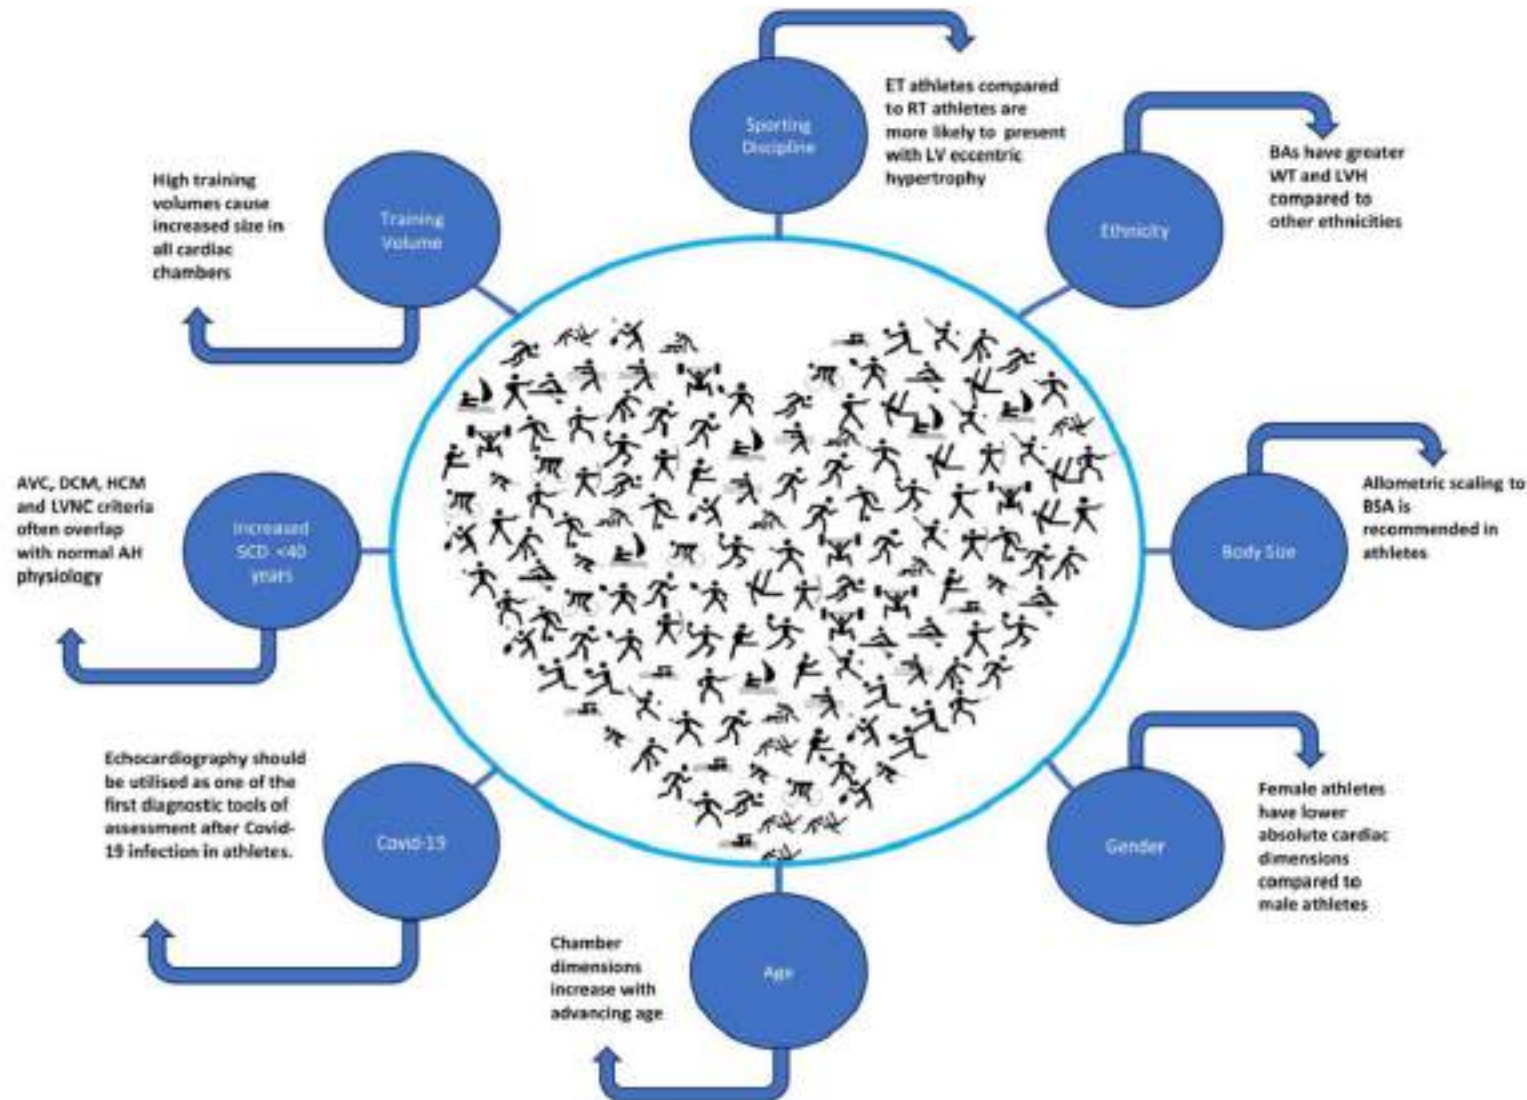 Sporting
Discipline
ET athletes compared
to RT athletes are
more likely to present
with LV eccentric
hypertrophy
Ethnicity
BAs have greater
WT and LVH
compared to
other ethnicities
Body Size
Allometric scaling to
BSA is
recommended in
athletes
Gender
Female athletes
have lower
absolute cardiac
dimensions
compared to
male athletes
Age
Chamber
dimensions
increase with
advancing age
Covid-19
Echocardiography should
be utilised as one of the
first diagnostic tools of
assessment after Covid-
19 infection in athletes.
Increased
SCD <40
years
AVC, DCM, HCM
and LVNC criteria
often overlap
with normal AH
physiology
Training
Volume
High training
volumes cause
increased size in
all cardiac
chambers